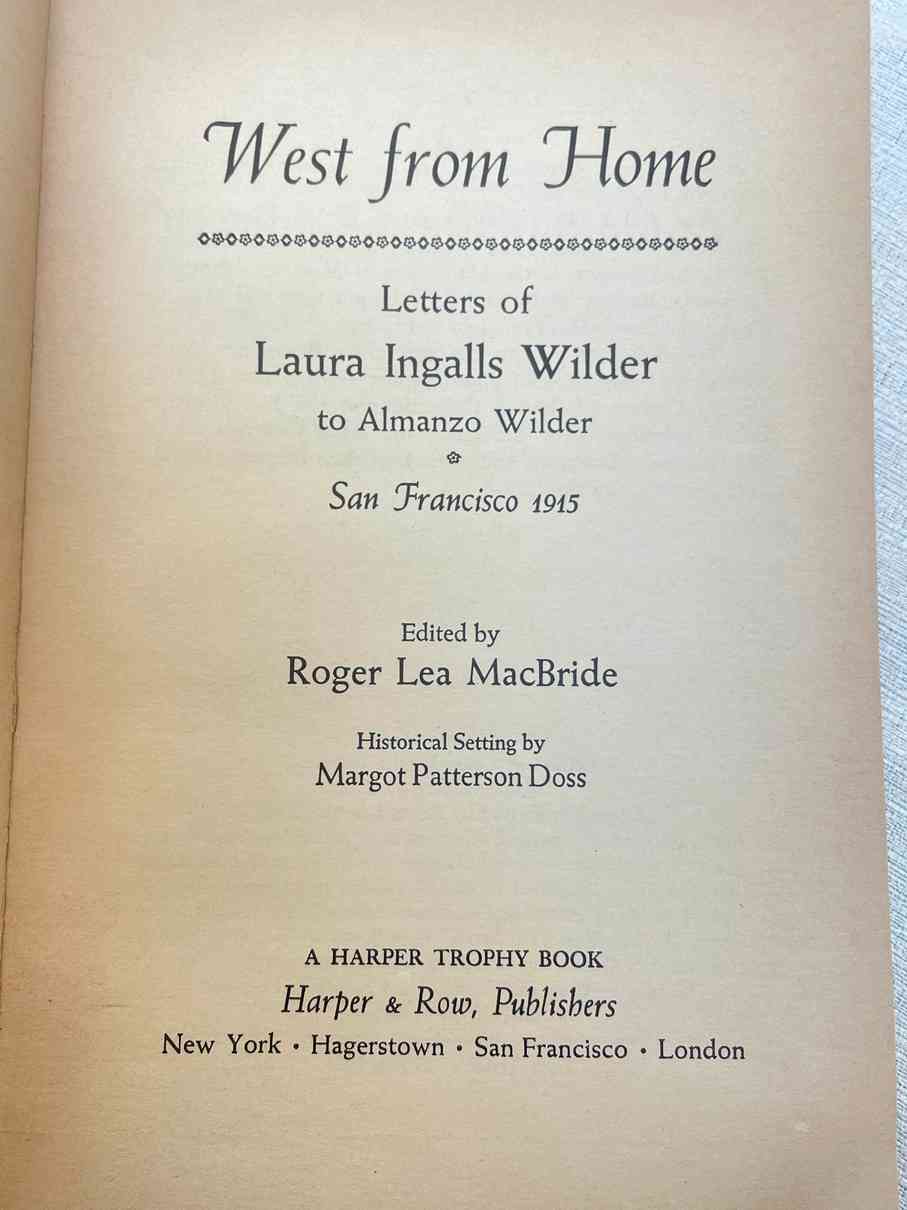 West from Home
Letters of
Laura Ingalls Wilder
to Almanzo Wilder
San Francisco 1915
Edited by
Roger Lea MacBride
Historical Setting by
Margot Patterson Doss
A HARPER TROPHY BOOK
Harper & Row, Publishers
New York • Hagerstown • San Francisco • London